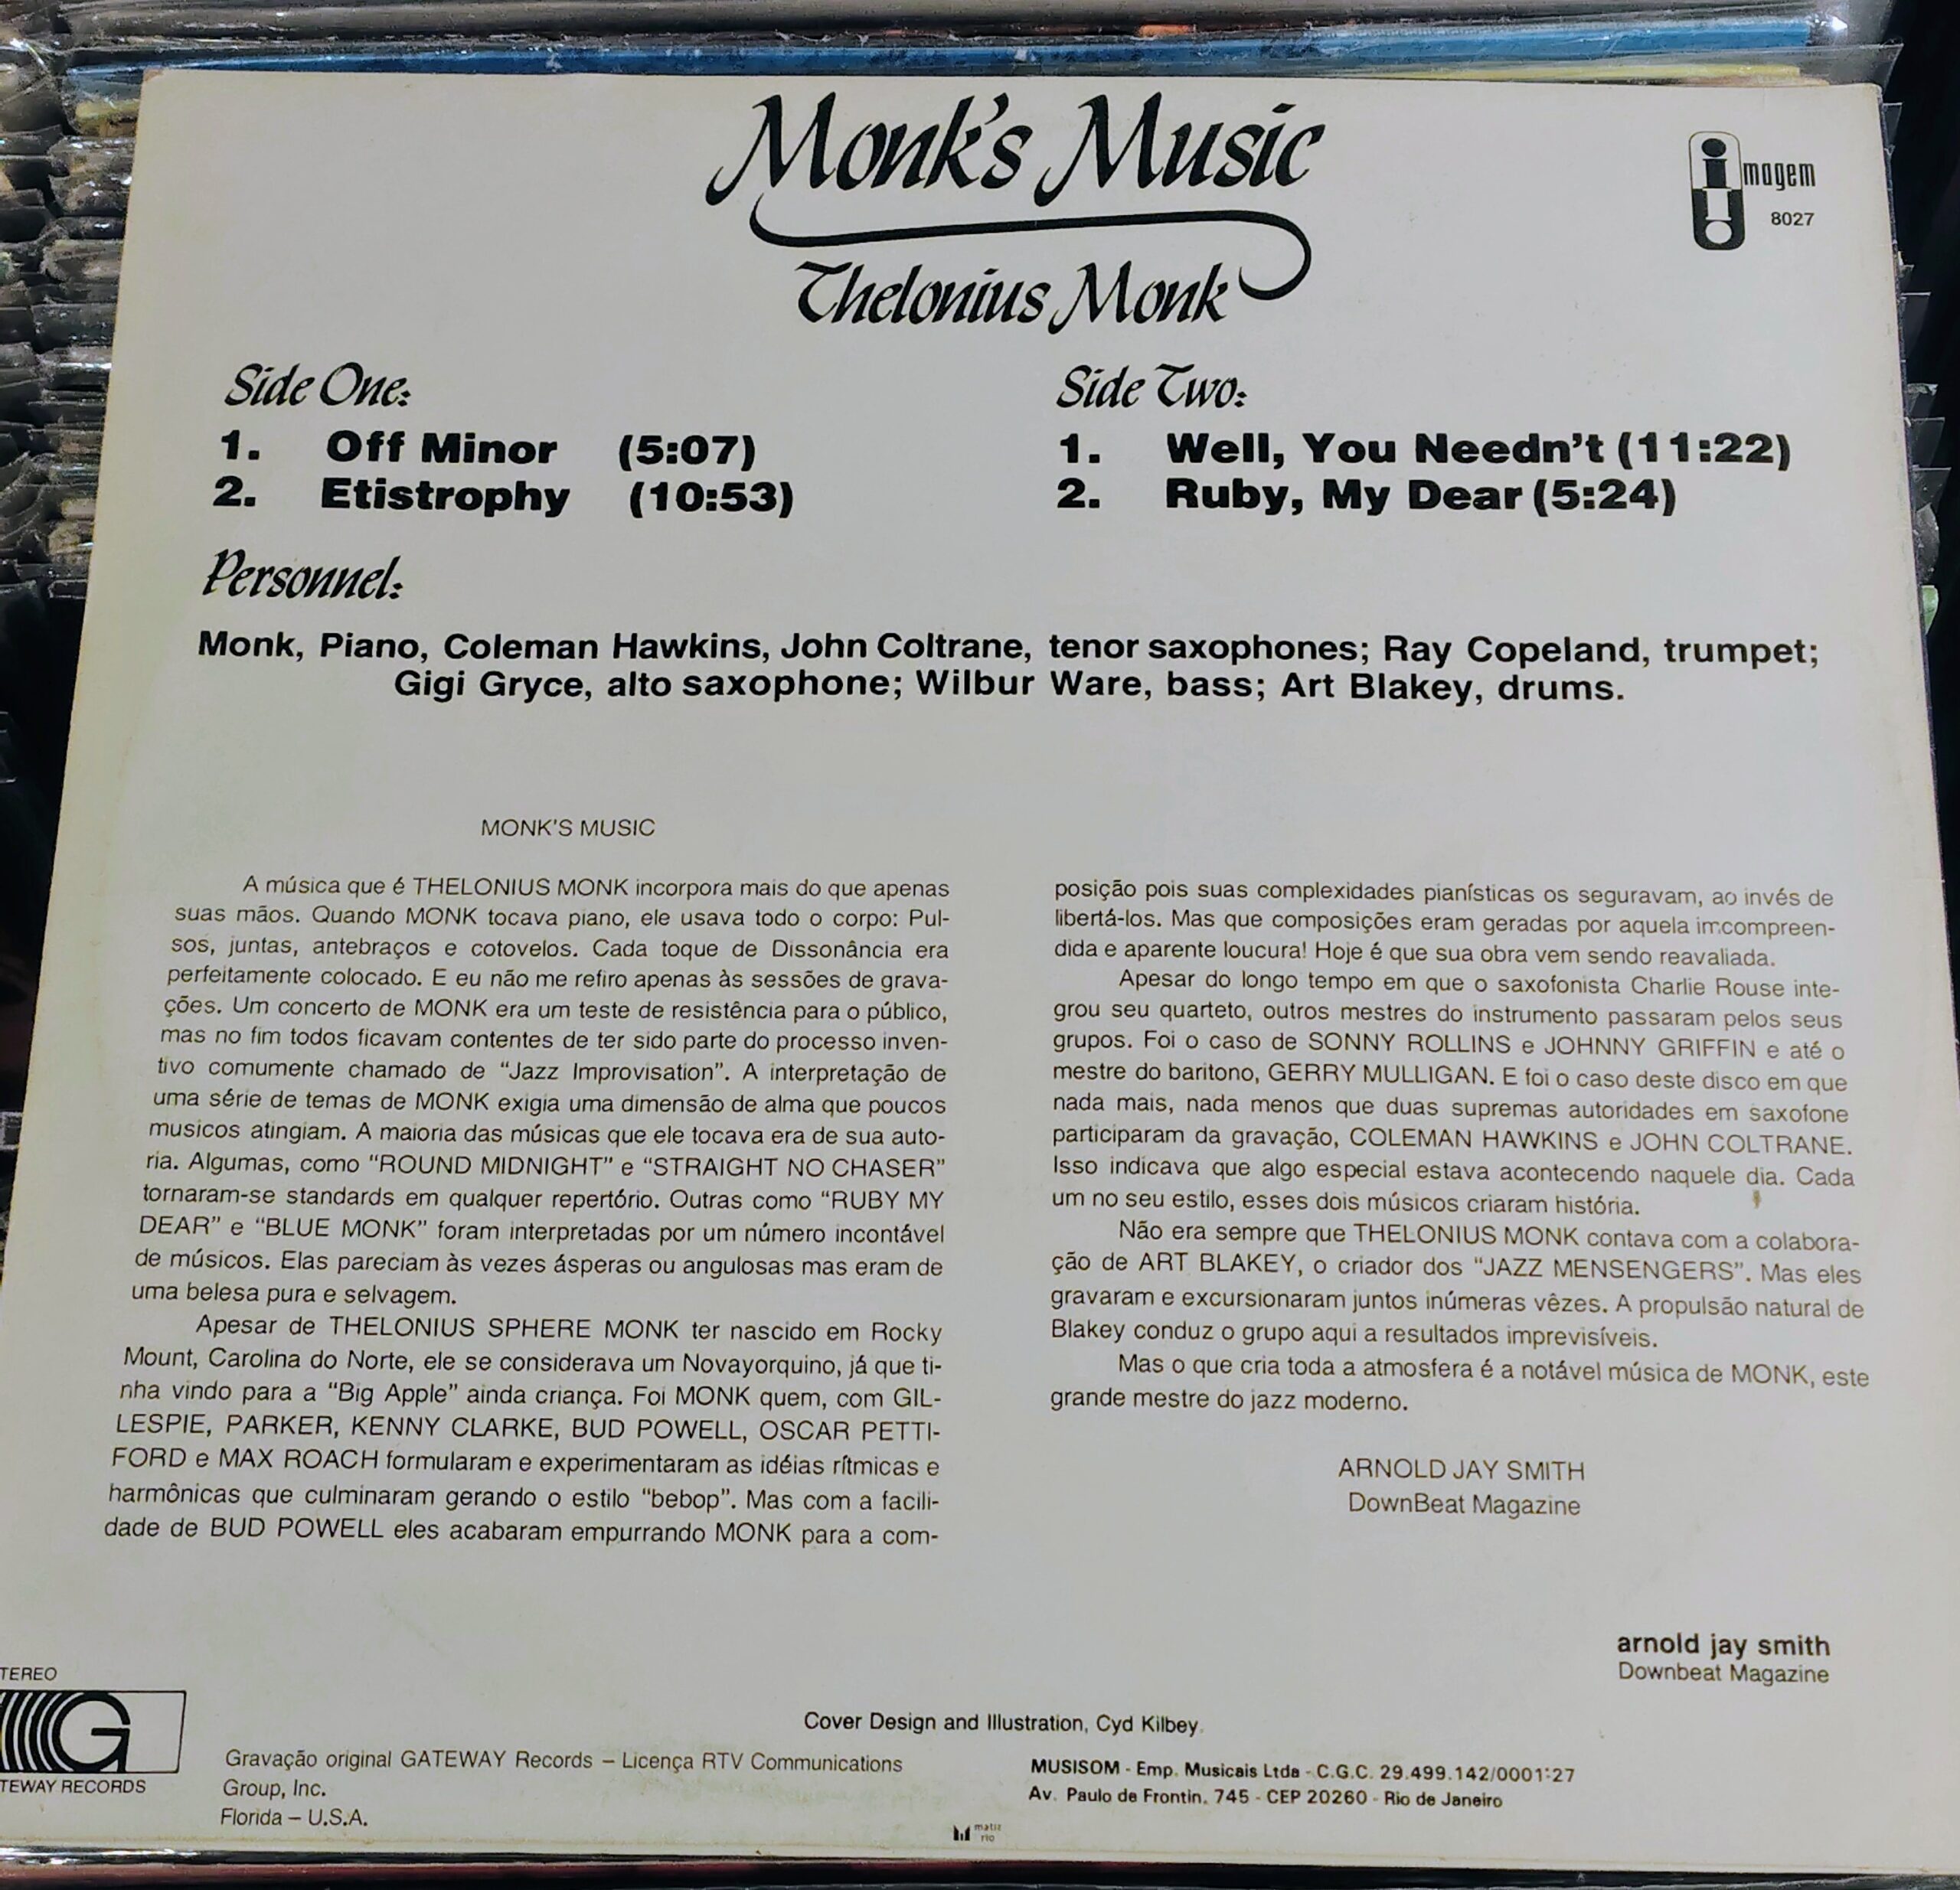 Monk's Music
Thelonius Monk
imagem
8027
Side One:
1. Off Minor (5:07)
2. Etistrophy (10:53)
Side Two:
1. Well, You Needn't (11:22)
2. Ruby, My Dear (5:24)
Personnel:
Monk, Piano, Coleman Hawkins, John Coltrane, tenor saxophones; Ray Copeland, trumpet;
Gigi Gryce, alto saxophone; Wilbur Ware, bass; Art Blakey, drums.
MONK'S MUSIC
A música que é THELONIUS MONK incorpora mais do que apenas
suas mãos. Quando MONK tocava piano, ele usava todo o corpo: Pul-
sos, juntas, antebraços e cotovelos. Cada toque de Dissonância era
perfeitamente colocado. E eu não me refiro apenas às sessões de grava-
ções. Um concerto de MONK era um teste de resistência para o público,
mas no fim todos ficavam contentes de ter sido parte do processo inven-
tivo comumente chamado de "Jazz Improvisation". A interpretação de
uma série de temas de MONK exigia uma dimensão de alma que poucos
musicos atingiam. A maioria das músicas que ele tocava era de sua auto-
ria. Algumas, como "ROUND MIDNIGHT" e "STRAIGHT NO CHASER"
tornaram-se standards em qualquer repertório. Outras como "RUBY MY
DEAR" e "BLUE MONK" foram interpretadas por um número incontável
de músicos. Elas pareciam às vezes ásperas ou angulosas mas eram de
uma belesa pura e selvagem.
Apesar de THELONIUS SPHERE MONK ter nascido em Rocky
Mount, Carolina do Norte, ele se considerava um Novayorquino, já que ti-
nha vindo para a "Big Apple" ainda criança. Foi MONK quem, com GIL-
LESPIE, PARKER, KENNY CLARKE, BUD POWELL, OSCAR PETTI-
FORD e MAX ROACH formularam e experimentaram as idéias rítmicas e
harmônicas que culminaram gerando o estilo "bebop". Mas com a facili-
dade de BUD POWELL eles acabaram empurrando MONK para a com-
posição pois suas complexidades pianísticas os seguravam, ao invés de
libertá-los. Mas que composições eram geradas por aquela imcompreen-
dida e aparente loucura! Hoje é que sua obra vem sendo reavaliada.
Apesar do longo tempo em que o saxofonista Charlie Rouse inte-
grou seu quarteto, outros mestres do instrumento passaram pelos seus
grupos. Foi o caso de SONNY ROLLINS e JOHNNY GRIFFIN e até o
mestre do baritono, GERRY MULLIGAN. E foi o caso deste disco em que
nada mais, nada menos que duas supremas autoridades em saxofone
participaram da gravação, COLEMAN HAWKINS e JOHN COLTRANE.
Isso indicava que algo especial estava acontecendo naquele dia. Cada
um no seu estilo, esses dois músicos criaram história.
Não era sempre que THELONIUS MONK contava com a colabora-
ção de ART BLAKEY, o criador dos "JAZZ MENSENGERS". Mas eles
gravaram e excursionaram juntos inúmeras vêzes. A propulsão natural de
Blakey conduz o grupo aqui a resultados imprevisíveis.
Mas o que cria toda a atmosfera é a notável música de MONK, este
grande mestre do jazz moderno.
ARNOLD JAY SMITH
DownBeat Magazine
arnold jay smith
Downbeat Magazine
TEREO
G
TEWAY RECORDS
Cover Design and Illustration, Cyd Kilbey.
Gravação original GATEWAY Records – Licença RTV Communications
Group, Inc.
Florida – U.S.A.
MUSISOM - Emp. Musicais Ltda - C.G.C. 29.499.142/0001-27
Av. Paulo de Frontin, 745 - CEP 20260 - Rio de Janeiro
matiz
rio